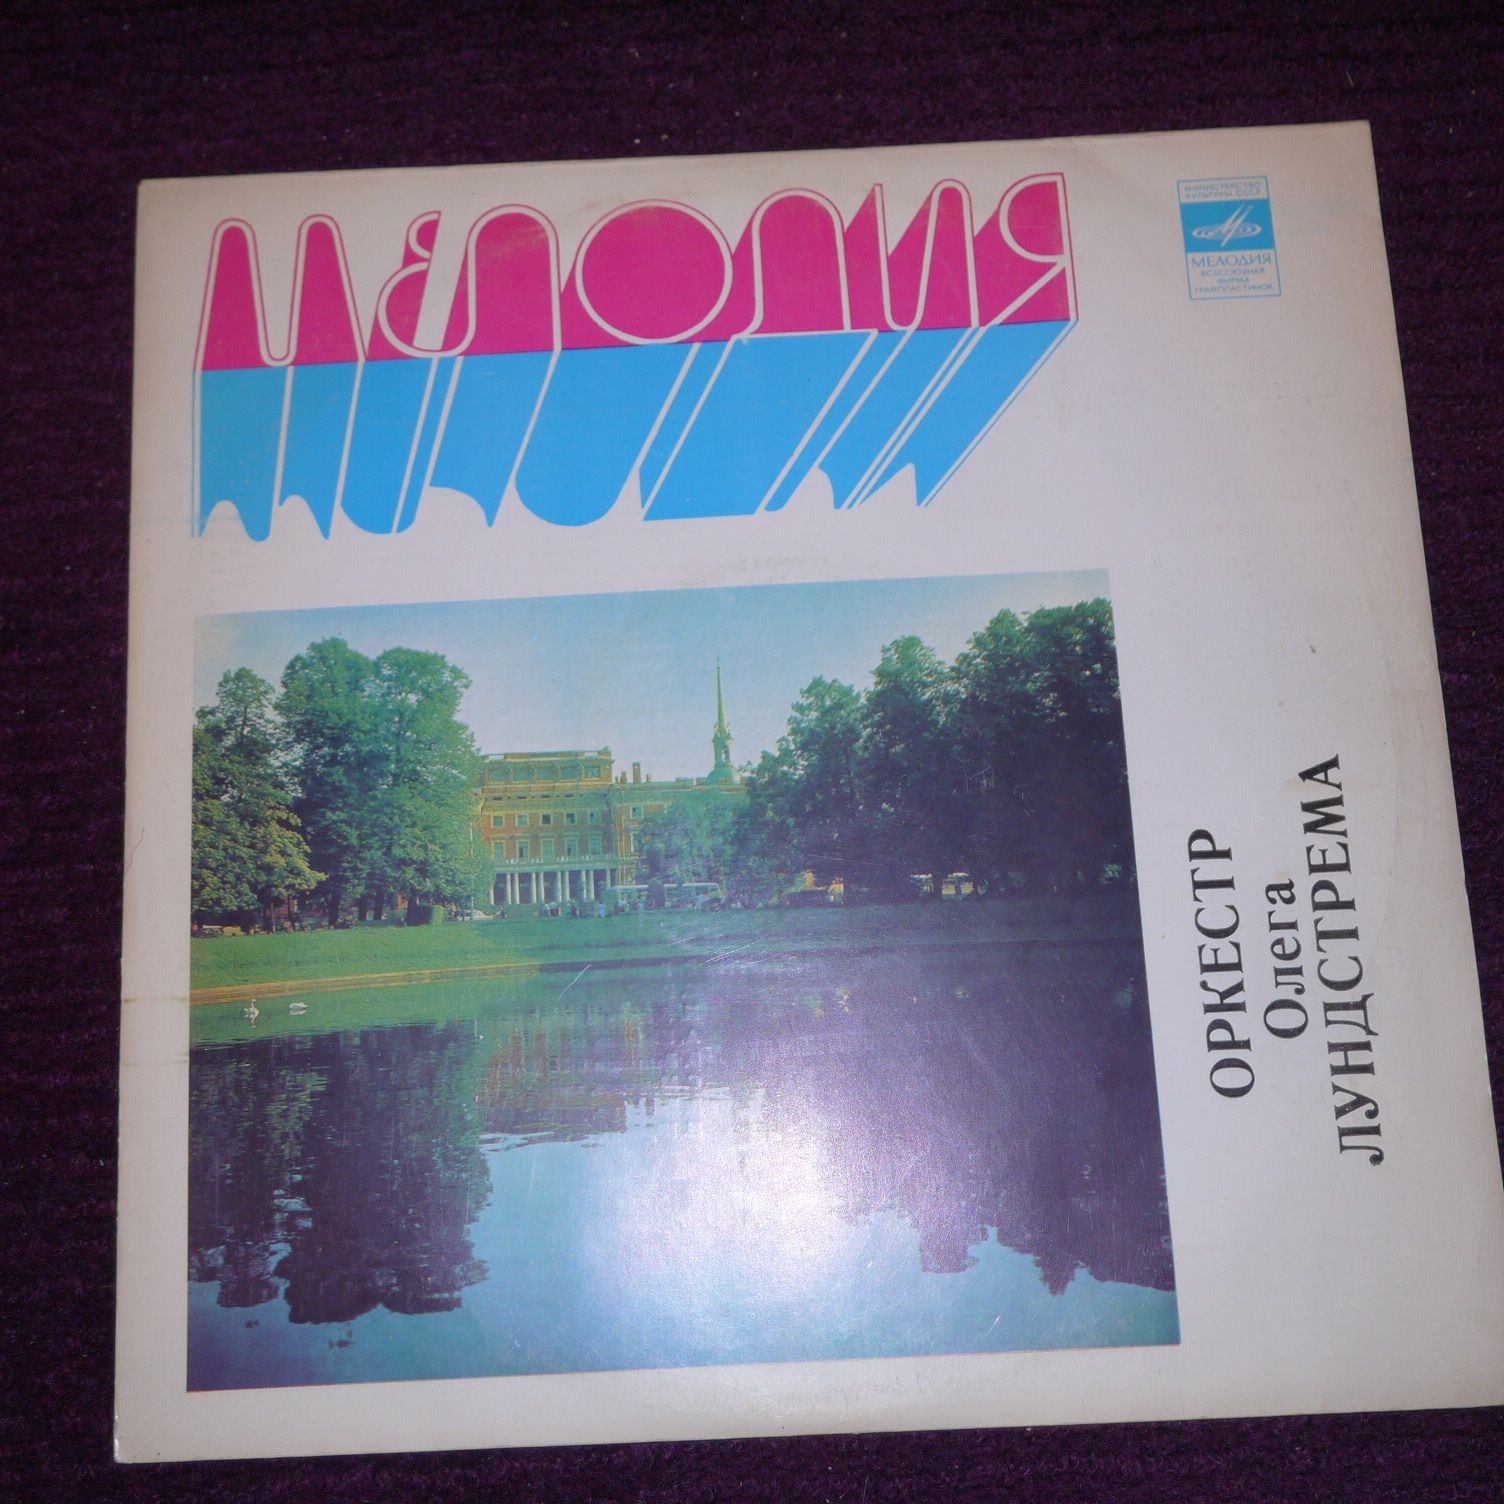 Мелодия
МИНИСТЕРСТВО
КУЛЬТУРЫ СССР
МЕЛОДИЯ
ВСЕСОЮЗНАЯ
ФИРМА
ГРАМПЛАСТИНОК
ОРКЕСТР
Олега
ЛУНДСТРЕМА